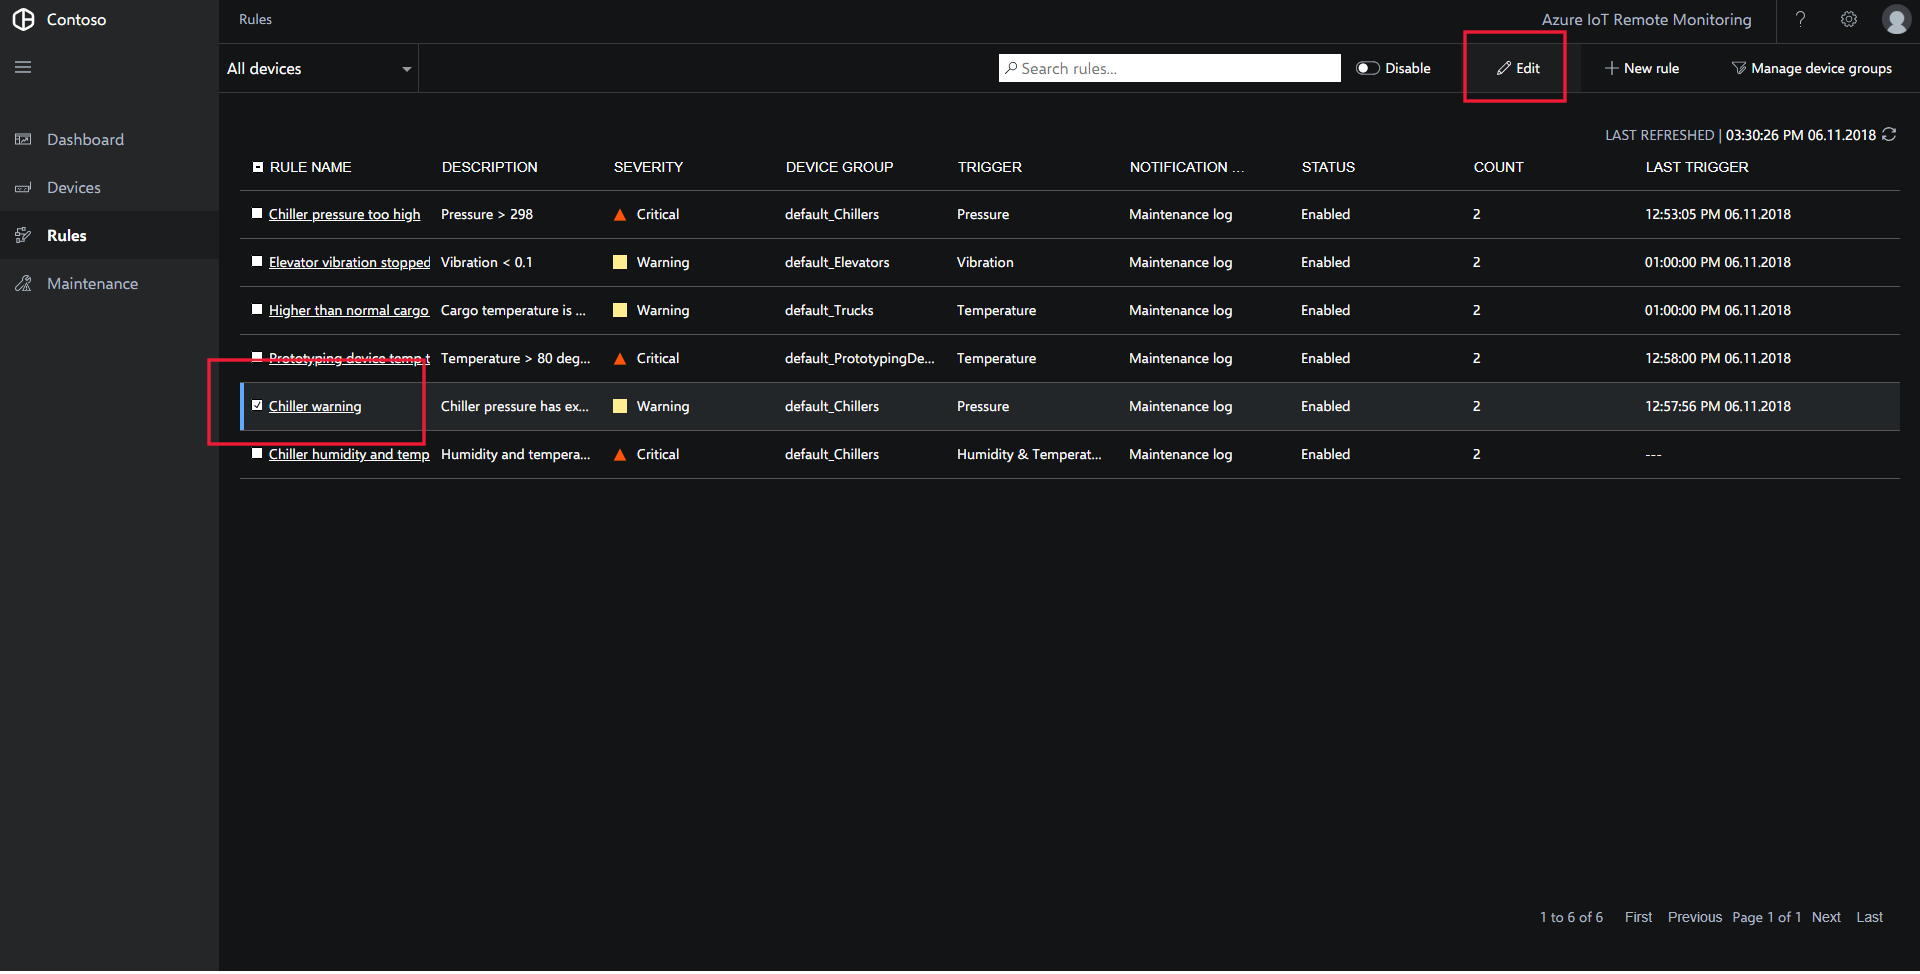 Contoso
Rules
Azure IoT Remote Monitoring
?
All devices
Search rules...
Disable
Edit
New rule
Manage device groups
Dashboard
Devices
Rules
Maintenance
LAST REFRESHED | 03:30:26 PM 06.11.2018
RULE NAME DESCRIPTION SEVERITY DEVICE GROUP TRIGGER NOTIFICATION ... STATUS COUNT LAST TRIGGER
Chiller pressure too high Pressure > 298 Critical default_Chillers Pressure Maintenance log Enabled 2 12:53:05 PM 06.11.2018
Elevator vibration stopped Vibration < 0.1 Warning default_Elevators Vibration Maintenance log Enabled 2 01:00:00 PM 06.11.2018
Higher than normal cargo Cargo temperature is ... Warning default_Trucks Temperature Maintenance log Enabled 2 01:00:00 PM 06.11.2018
Prototyping device temp t Temperature > 80 deg... Critical default_PrototypingDe... Temperature Maintenance log Enabled 2 12:58:00 PM 06.11.2018
Chiller warning Chiller pressure has ex... Warning default_Chillers Pressure Maintenance log Enabled 2 12:57:56 PM 06.11.2018
Chiller humidity and temp Humidity and tempera... Critical default_Chillers Humidity & Temperat... Maintenance log Enabled 2 ---
1 to 6 of 6 First Previous Page 1 of 1 Next Last